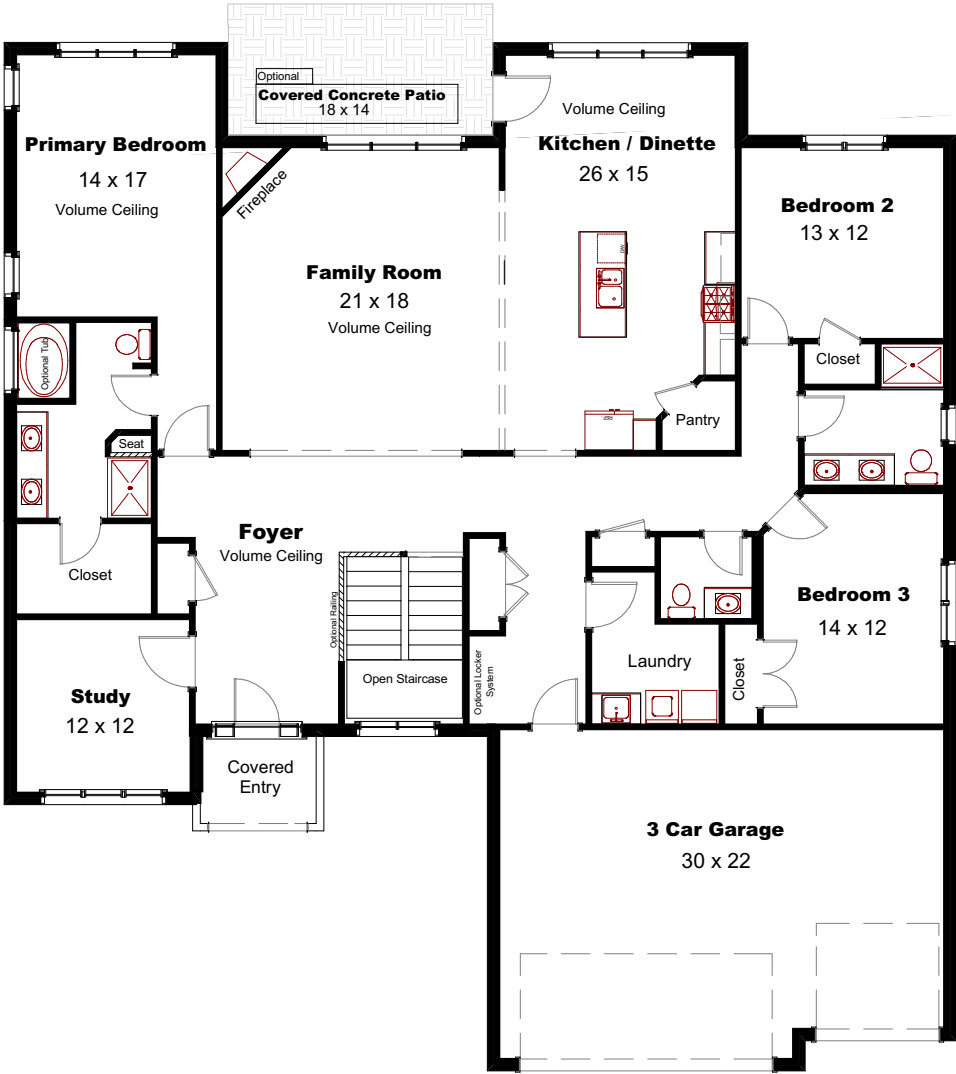 Optional
Covered Concrete Patio
18 x 14
Primary Bedroom
14 x 17
Volume Ceiling
Fireplace
Family Room
21 x 18
Volume Ceiling
Volume Ceiling
Kitchen / Dinette
26 x 15
DW
Bedroom 2
13 x 12
Optional Tub
Closet
Pantry
REF
Seat
Foyer
Volume Ceiling
Closet
Optional Railing
Open Staircase
Optional Locker
System
Laundry
Closet
Bedroom 3
14 x 12
Study
12 x 12
Covered
Entry
3 Car Garage
30 x 22